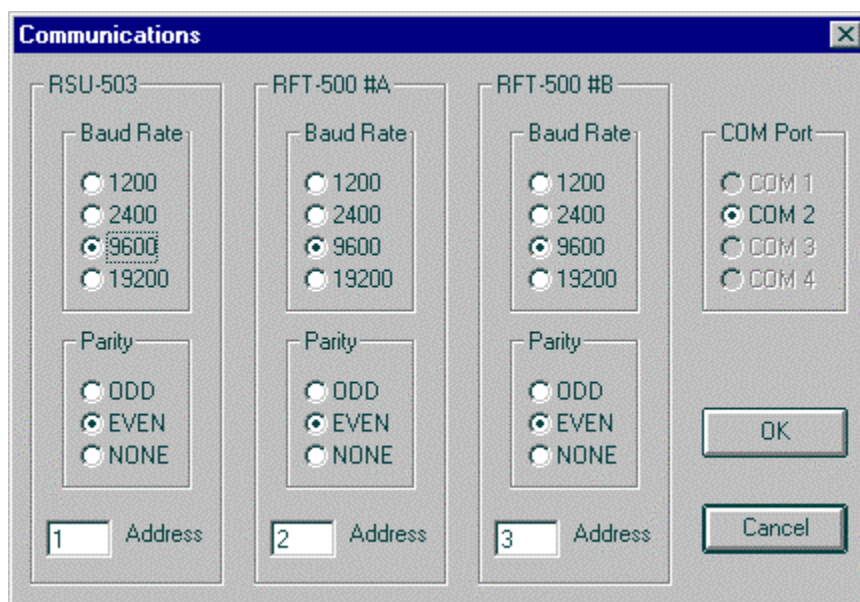 Communications
RSU-503
Baud Rate
1200
2400
9600
19200
Parity
ODD
EVEN
NONE
1 Address
RFT-500 #A
Baud Rate
1200
2400
9600
19200
Parity
ODD
EVEN
NONE
2 Address
RFT-500 #B
Baud Rate
1200
2400
9600
19200
Parity
ODD
EVEN
NONE
3 Address
COM Port
COM 1
COM 2
COM 3
COM 4
OK
Cancel